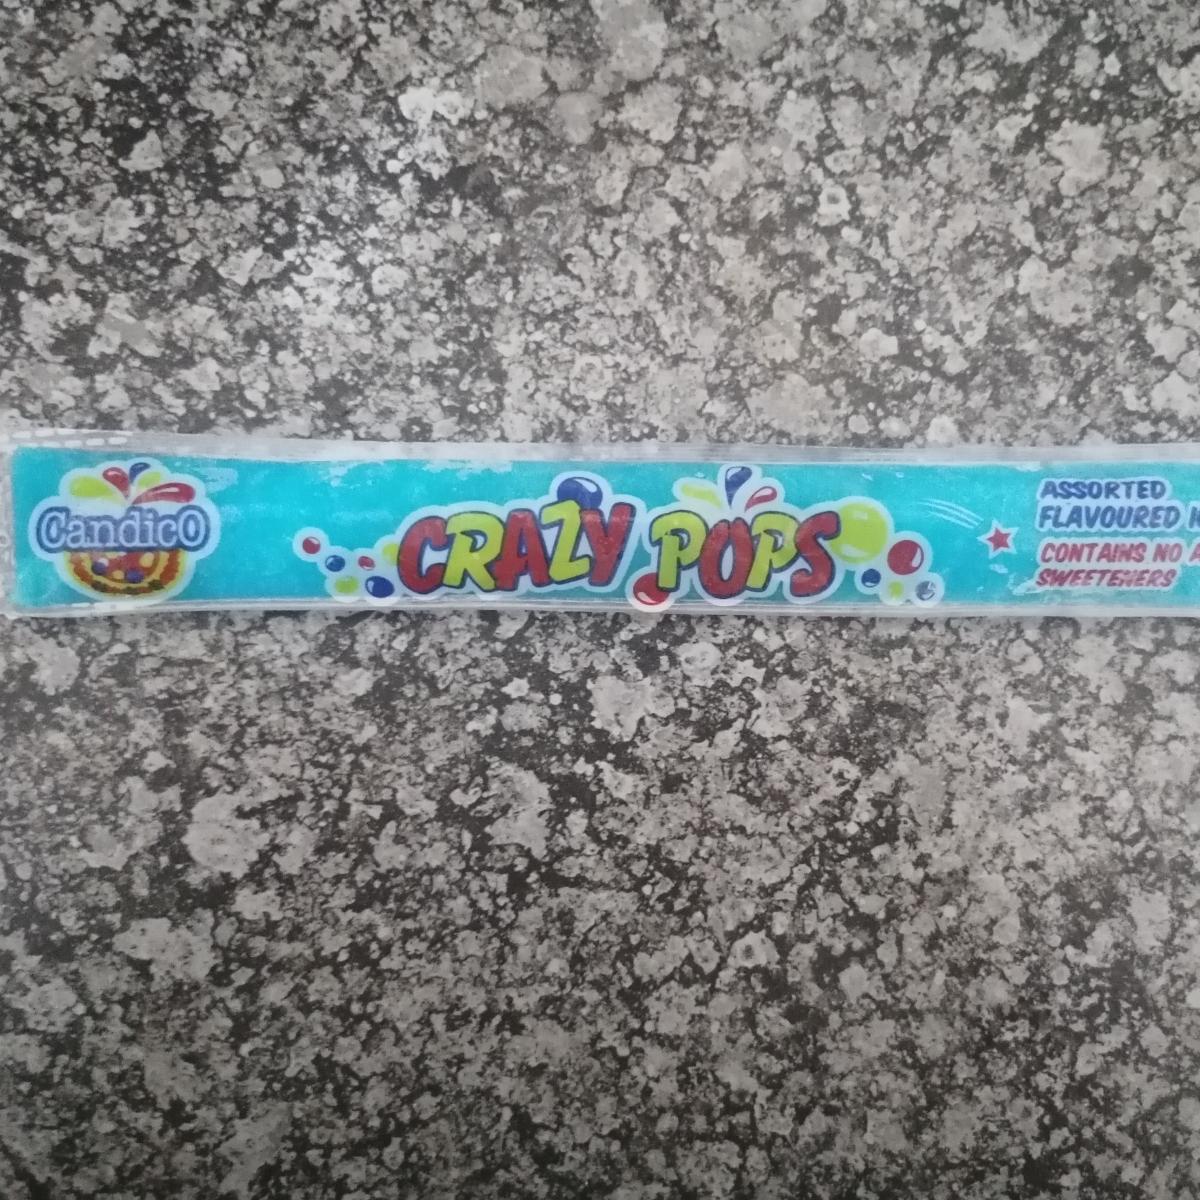 Candico
CRAZY POPS
ASSORTED
FLAVOURED
CONTAINS NO
SWEETENERS